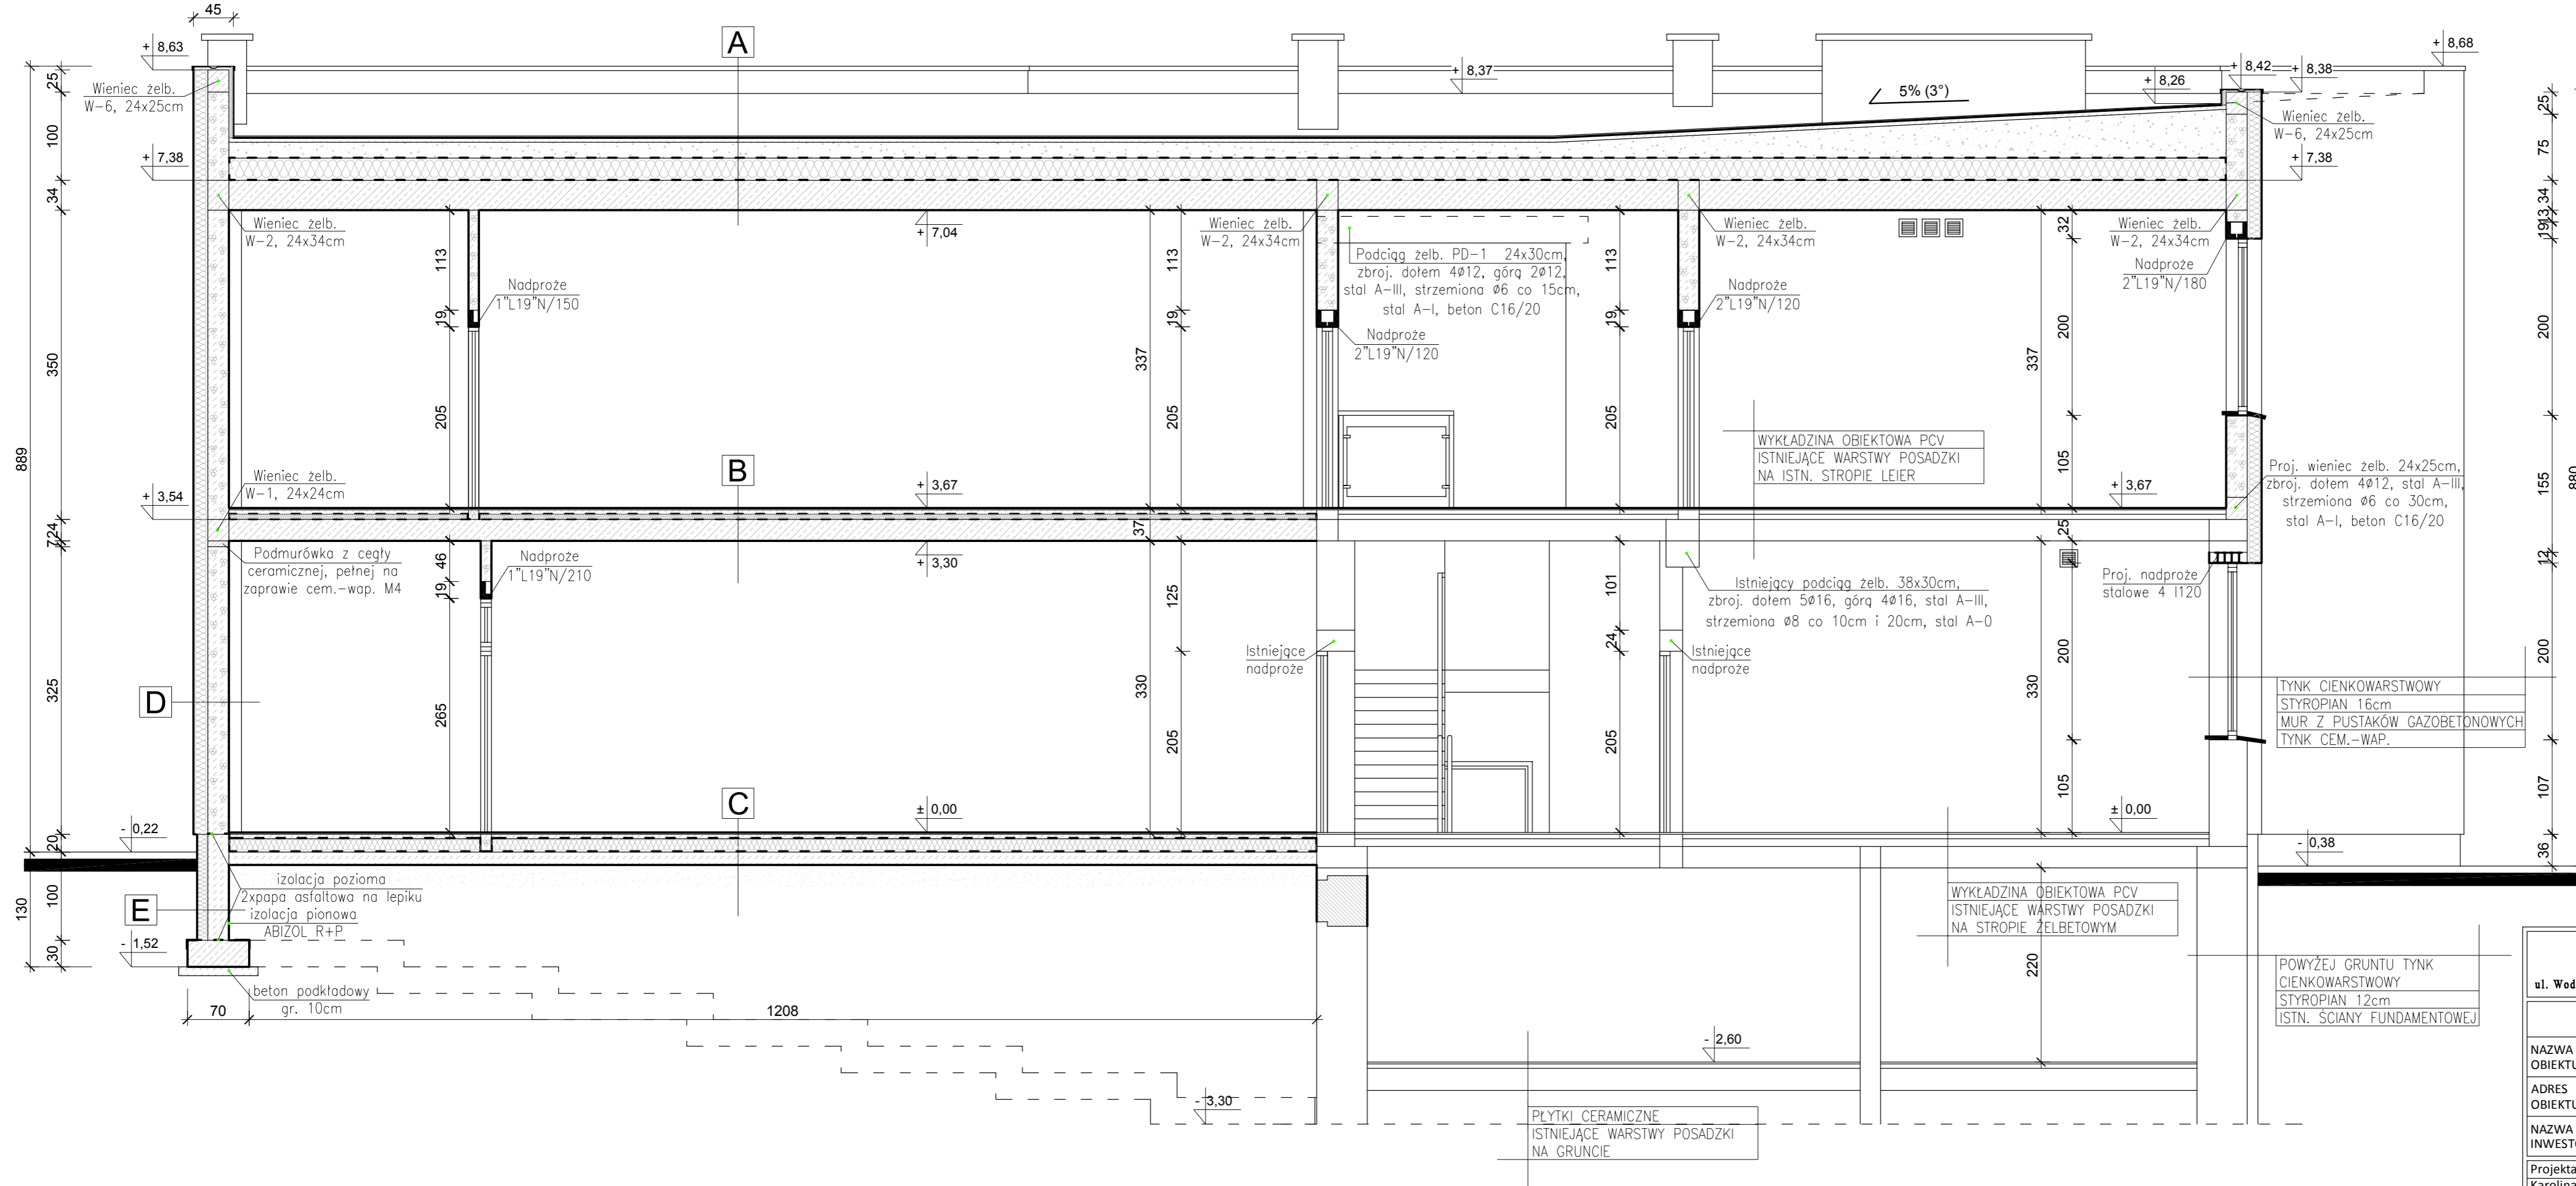 45
A
+ 8,63
+ 8,37
+ 8,68
+ 8,42
+ 8,38
+ 8,26
5% (3°)
25
Wieniec żelb.
W-6, 24x25cm
Wieniec żelb.
W-6, 24x25cm
25
100
75
+ 7,38
+ 7,38
34
34
Wieniec żelb.
W-2, 24x34cm
+ 7,04
Wieniec żelb.
W-2, 24x34cm
Wieniec żelb.
W-2, 24x34cm
32
Wieniec żelb.
W-2, 24x34cm
13
19
113
113
113
Podciąg żelb. PD-1 24x30cm,
zbroj. dołem 4ø12, górą 2ø12,
stal A-III, strzemiona ø6 co 15cm,
stal A-I, beton C16/20
Nadproże
1"L19"N/150
Nadproże
2"L19"N/120
Nadproże
2"L19"N/180
19
19
19
Nadproże
2"L19"N/120
350
337
337
200
200
205
205
205
889
880
WYKŁADZINA OBIEKTOWA PCV
ISTNIEJĄCE WARSTWY POSADZKI
NA ISTN. STROPIE LEIER
B
105
155
Wieniec żelb.
W-1, 24x24cm
+ 3,54
+ 3,67
+ 3,67
Proj. wieniec żelb. 24x25cm,
zbroj. dołem 4ø12, stal A-III,
strzemiona ø6 co 30cm,
stal A-I, beton C16/20
24
7
37
25
12
Podmurówka z cegły
ceramicznej, pełnej na
zaprawie cem.-wap. M4
46
19
Nadproże
1"L19"N/210
+ 3,30
125
101
24
Istniejący podciąg żelb. 38x30cm,
zbroj. dołem 5ø16, górą 4ø16, stal A-III,
strzemiona ø8 co 10cm i 20cm, stal A-0
Proj. nadproże
stalowe 4 I120
Istniejące
nadproże
Istniejące
nadproże
200
200
325
D
265
330
205
205
330
TYNK CIENKOWARSTWOWY
STYROPIAN 16cm
MUR Z PUSTAKÓW GAZOBETONOWYCH
TYNK CEM.-WAP.
105
107
C
± 0,00
± 0,00
- 0,22
- 0,38
20
36
izolacja pozioma
2xpapa asfaltowa na lepiku
izolacja pionowa
ABIZOL R+P
E
130
100
30
- 1,52
WYKŁADZINA OBIEKTOWA PCV
ISTNIEJĄCE WARSTWY POSADZKI
NA STROPIE ŻELBETOWYM
220
POWYŻEJ GRUNTU TYNK
CIENKOWARSTWOWY
STYROPIAN 12cm
ISTN. ŚCIANY FUNDAMENTOWEJ
beton podkładowy
gr. 10cm
70
1208
- 2,60
- 3,30
PŁYTKI CERAMICZNE
ISTNIEJĄCE WARSTWY POSADZKI
NA GRUNCIE
ul. Wod
NAZWA
OBIEKTU
ADRES
OBIEKTU
NAZWA
INWEST
Projekta
Karolina